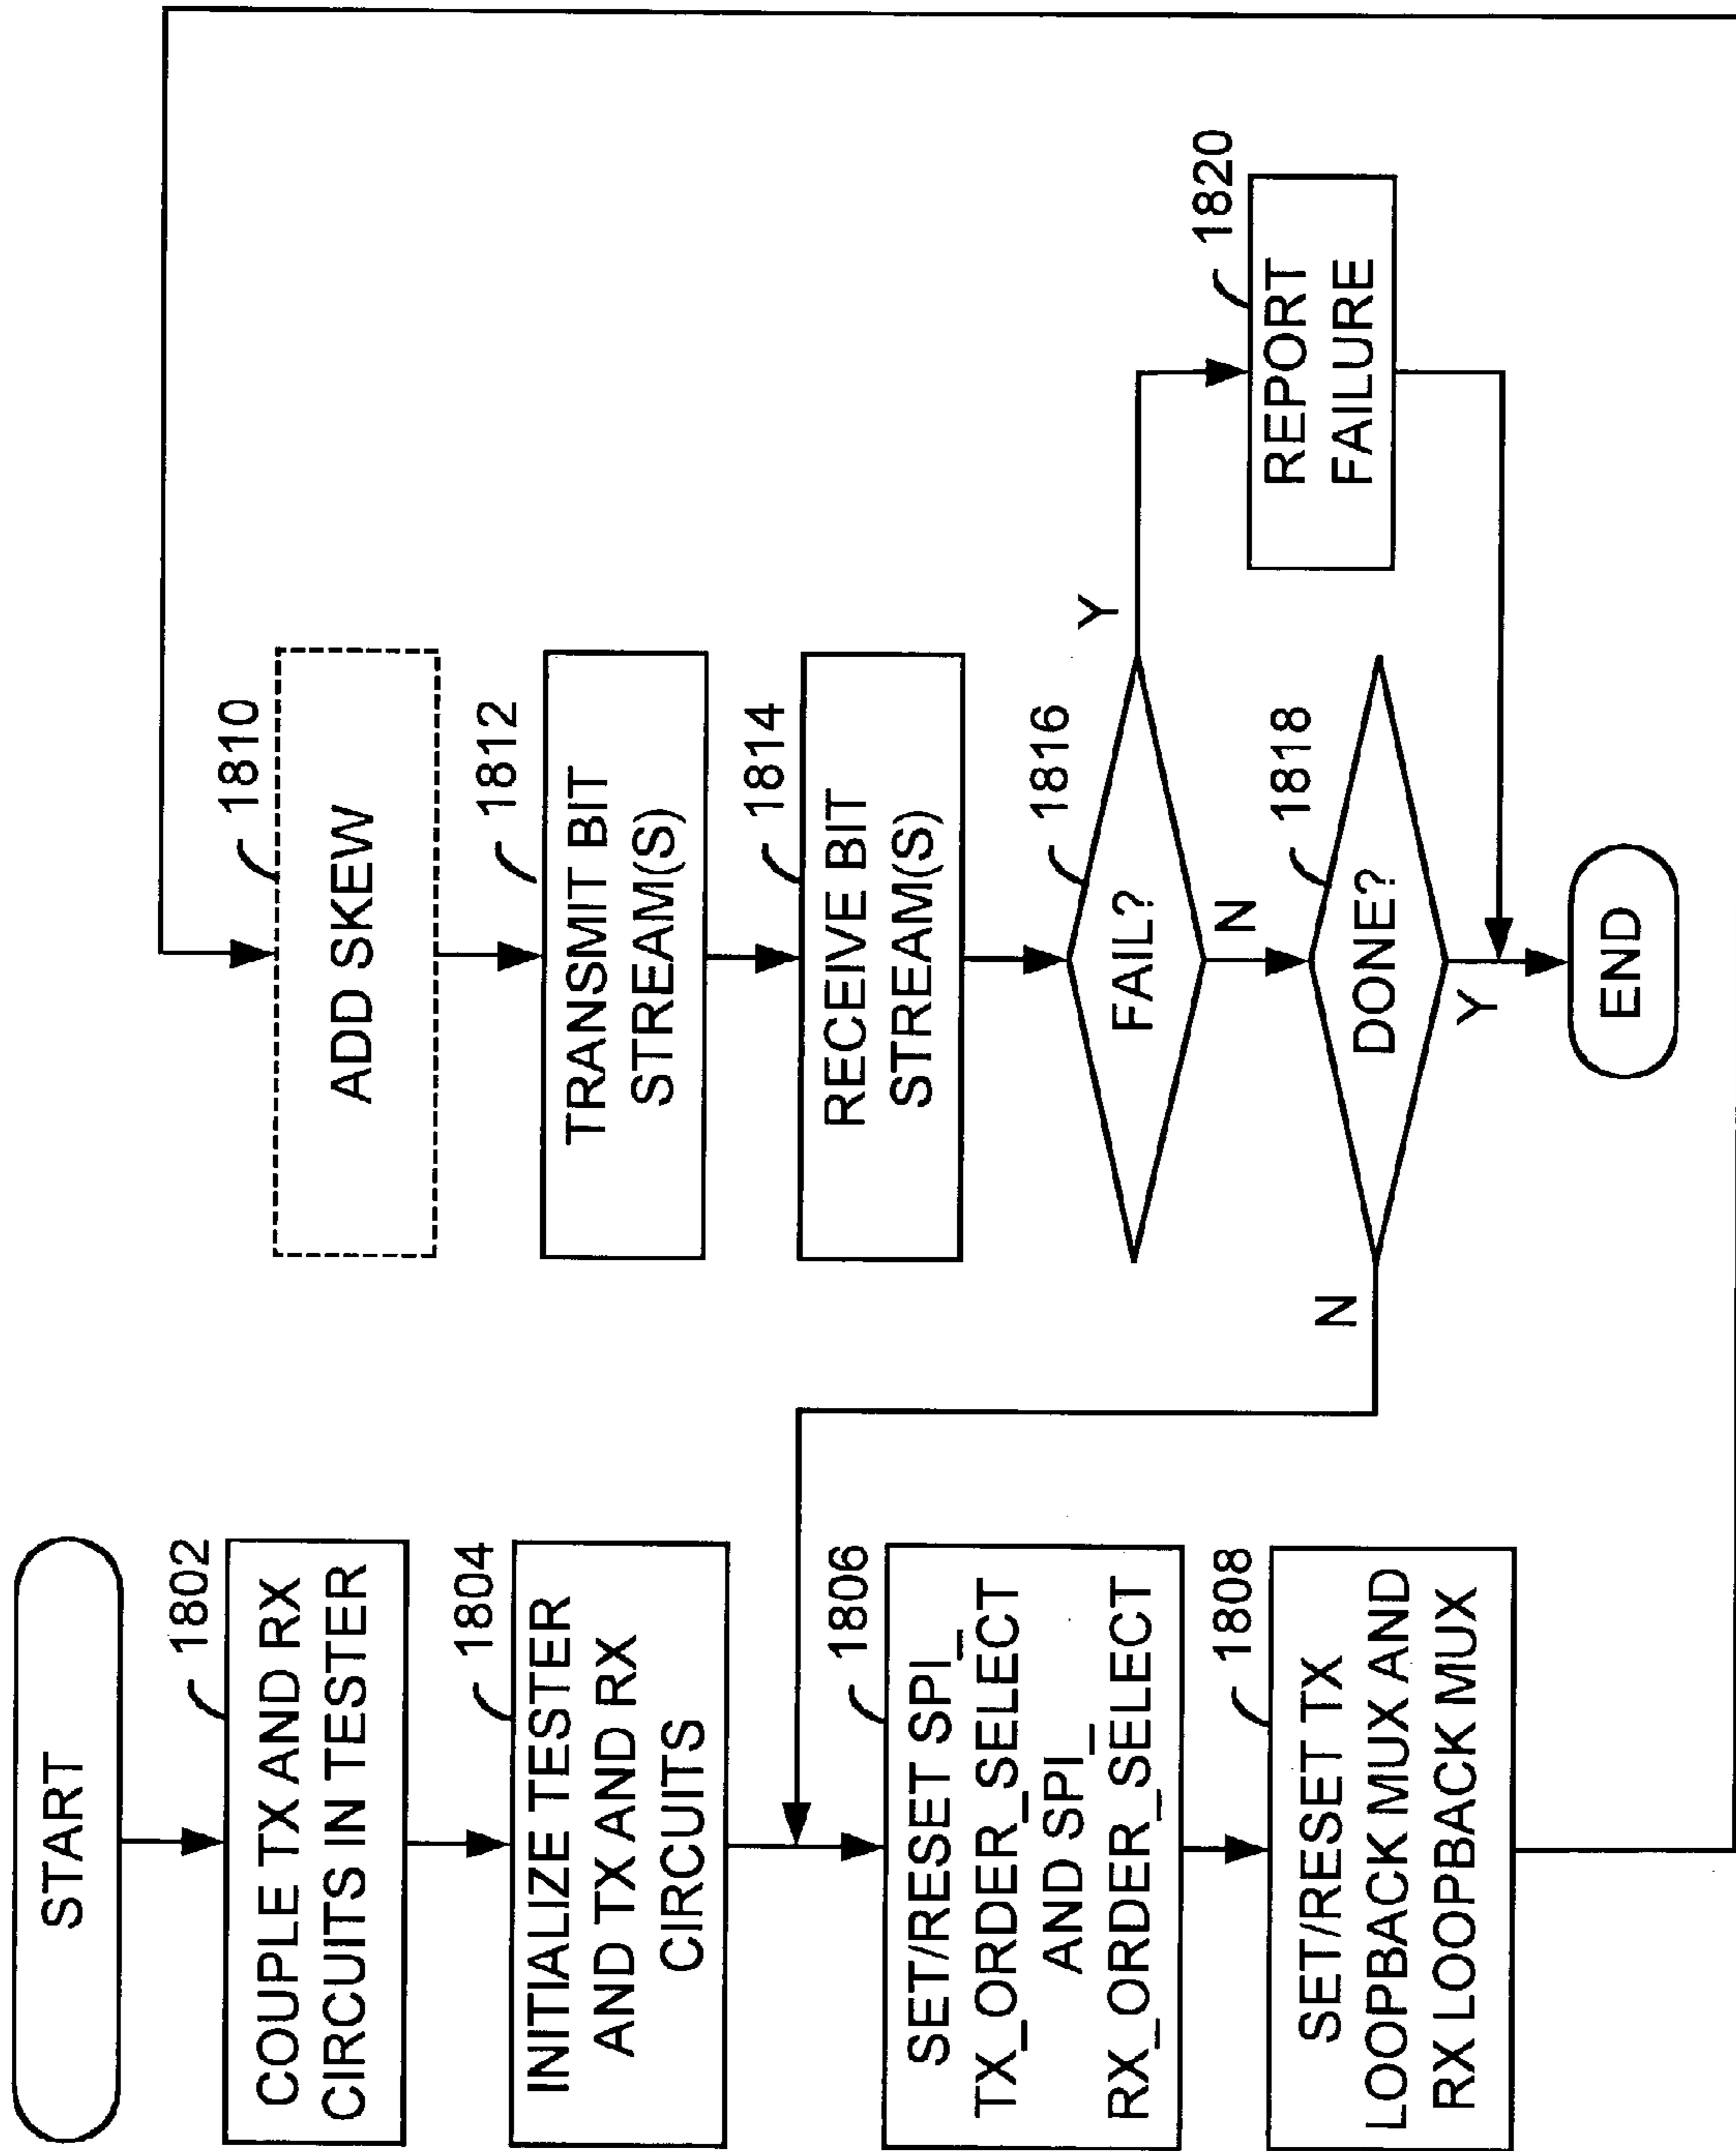 START
1802
COUPLE TX AND RX
CIRCUITS IN TESTER
1804
INITIALIZE TESTER
AND TX AND RX
CIRCUITS
1806
SET/RESET SPI_
TX_ORDER_SELECT
AND SPI_
RX_ORDER_SELECT
1808
SET/RESET TX
LOOPBACK MUX AND
RX LOOPBACK MUX
1810
ADD SKEW
1812
TRANSMIT BIT
STREAM(S)
1814
RECEIVE BIT
STREAM(S)
1816
FAIL?
Y
N
1818
DONE?
N
Y
1820
REPORT
FAILURE
END